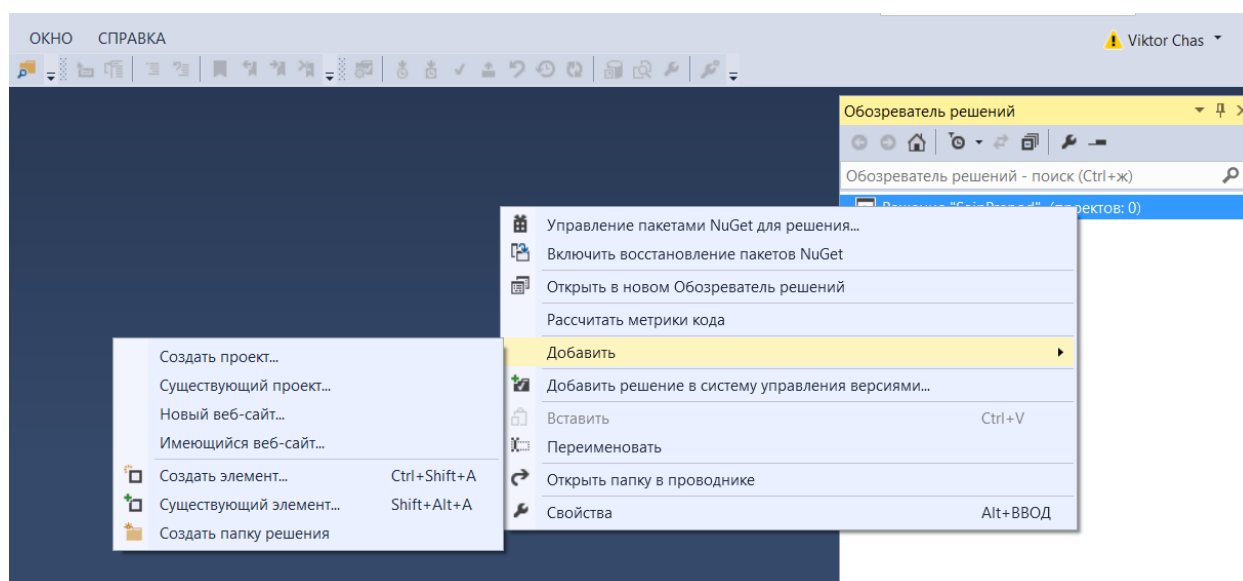 ОКНО СПРАВКА
Viktor Chas
Обозреватель решений
Обозреватель решений - поиск (Ctrl+ж)
(проектов: 0)
Управление пакетами NuGet для решения...
Включить восстановление пакетов NuGet
Открыть в новом Обозреватель решений
Рассчитать метрики кода
Добавить
Добавить решение в систему управления версиями...
Вставить Ctrl+V
Переименовать
Открыть папку в проводнике
Свойства Alt+ВВОД
Создать проект...
Существующий проект...
Новый веб-сайт...
Имеющийся веб-сайт...
Создать элемент... Ctrl+Shift+A
Существующий элемент... Shift+Alt+A
Создать папку решения